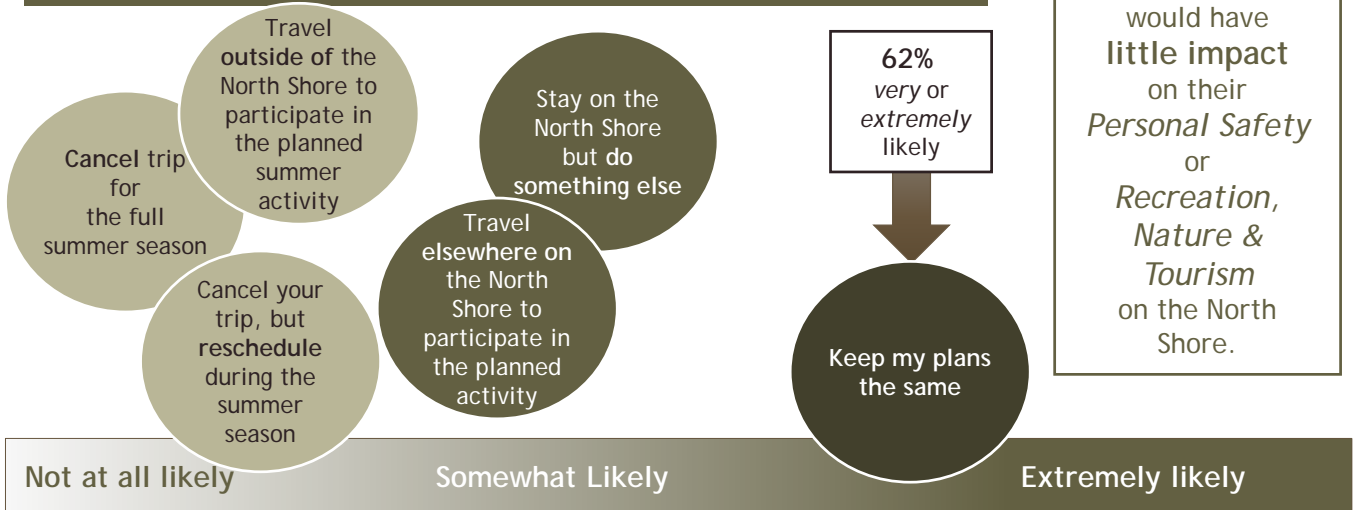 Travel
outside of the
North Shore to
participate in
the planned
summer
activity
Cancel trip
for
the full
summer season
Cancel your
trip, but
reschedule
during the
summer
season
Stay on the
North Shore
but do
something else
Travel
elsewhere on
the North
Shore to
participate in
the planned
activity
62%
very or
extremely
likely
Keep my plans
the same
would have
little impact
on their
Personal Safety
or
Recreation,
Nature &
Tourism
on the North
Shore.
Not at all likely
Somewhat Likely
Extremely likely